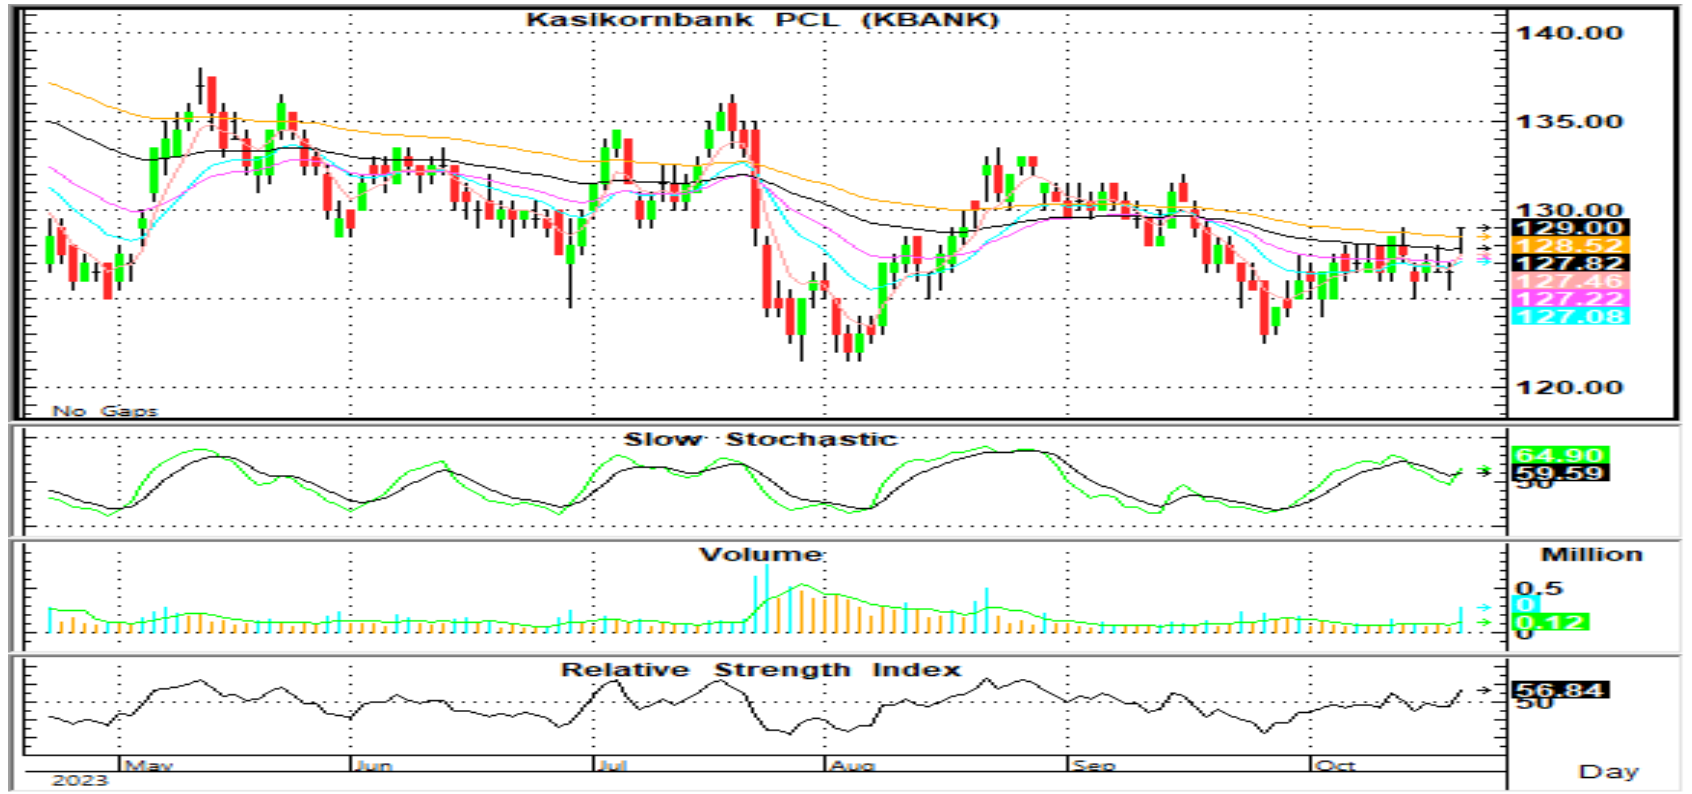 Kasikornbank PCL (KBANK)
140.00
135.00
130.00
129.00
128.52
127.82
127.46
127.22
127.08
120.00
No Gaps
Slow Stochastic
64.90
59.59
50
Volume
Million
0.5
0
0.12
0
Relative Strength Index
56.84
50
May
Jun
Jul
Aug
Sep
Oct
2023
Day